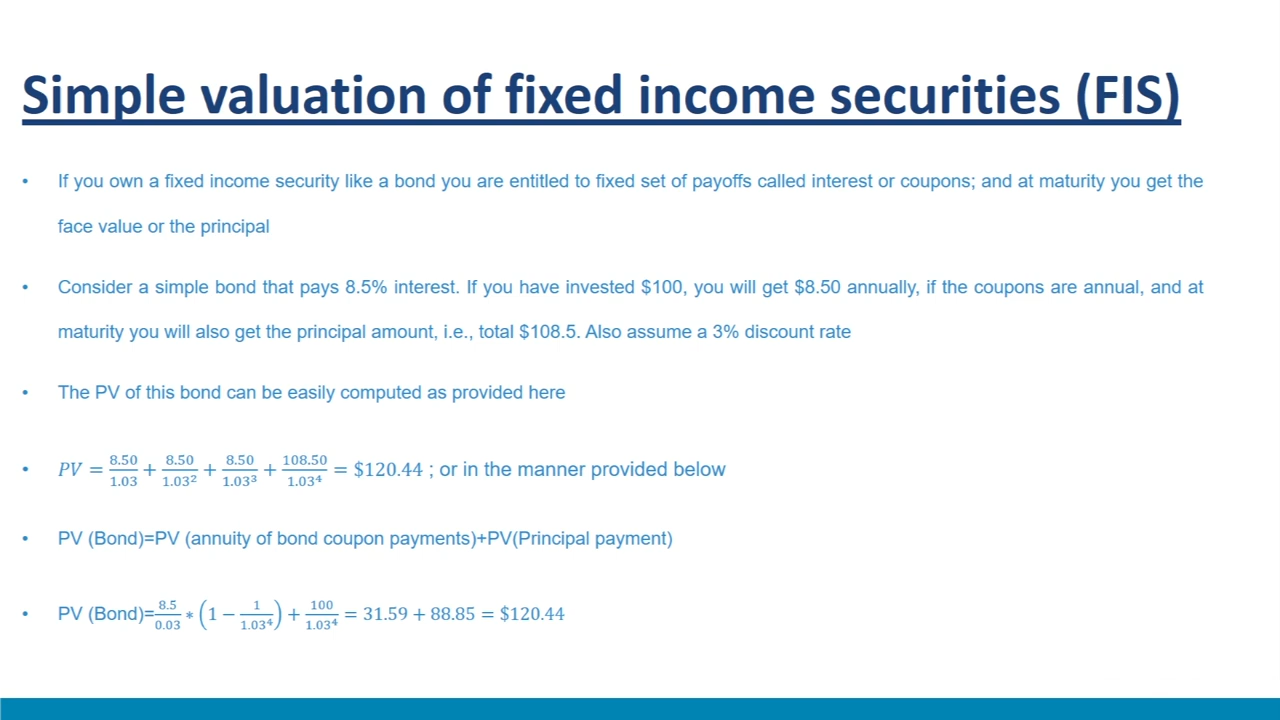 Simple valuation of fixed income securities (FIS)
• If you own a fixed income security like a bond you are entitled to fixed set of payoffs called interest or coupons; and at maturity you get the
face value or the principal
• Consider a simple bond that pays 8.5% interest. If you have invested $100, you will get $8.50 annually, if the coupons are annual, and at
maturity you will also get the principal amount, i.e., total $108.5. Also assume a 3% discount rate
• The PV of this bond can be easily computed as provided here
• PV = 8.50/1.03 + 8.50/1.03² + 8.50/1.03³ + 108.50/1.03⁴ = $120.44 ; or in the manner provided below
• PV (Bond)=PV (annuity of bond coupon payments)+PV(Principal payment)
• PV (Bond)=8.5/0.03 * (1 − 1/1.03⁴) + 100/1.03⁴ = 31.59 + 88.85 = $120.44